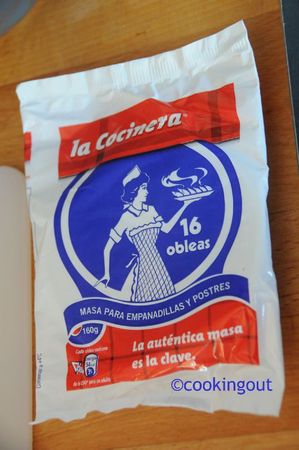 la Cocinera
16
obleas
MASA PARA EMPANADILLAS Y POSTRES
160g
La auténtica masa
es la clave.
©cookingout